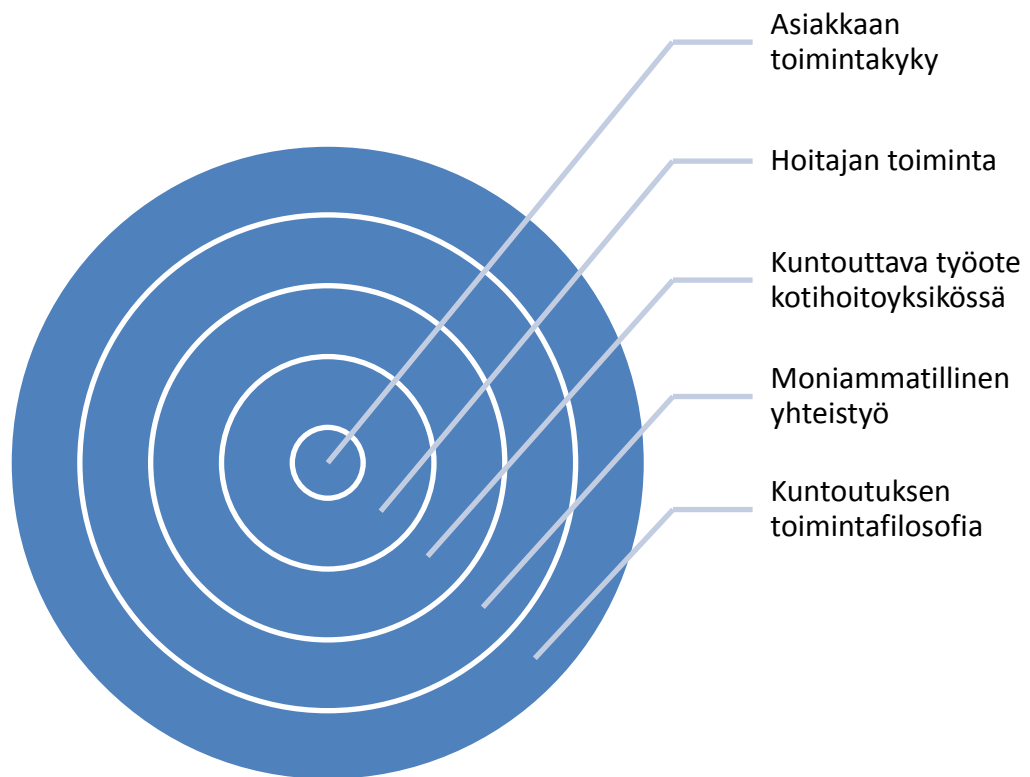 Asiakkaan
toimintakyky
Hoitajan toiminta
Kuntouttava työote
kotihoitoyksikössä
Moniammatillinen
yhteistyö
Kuntoutuksen
toimintafilosofia